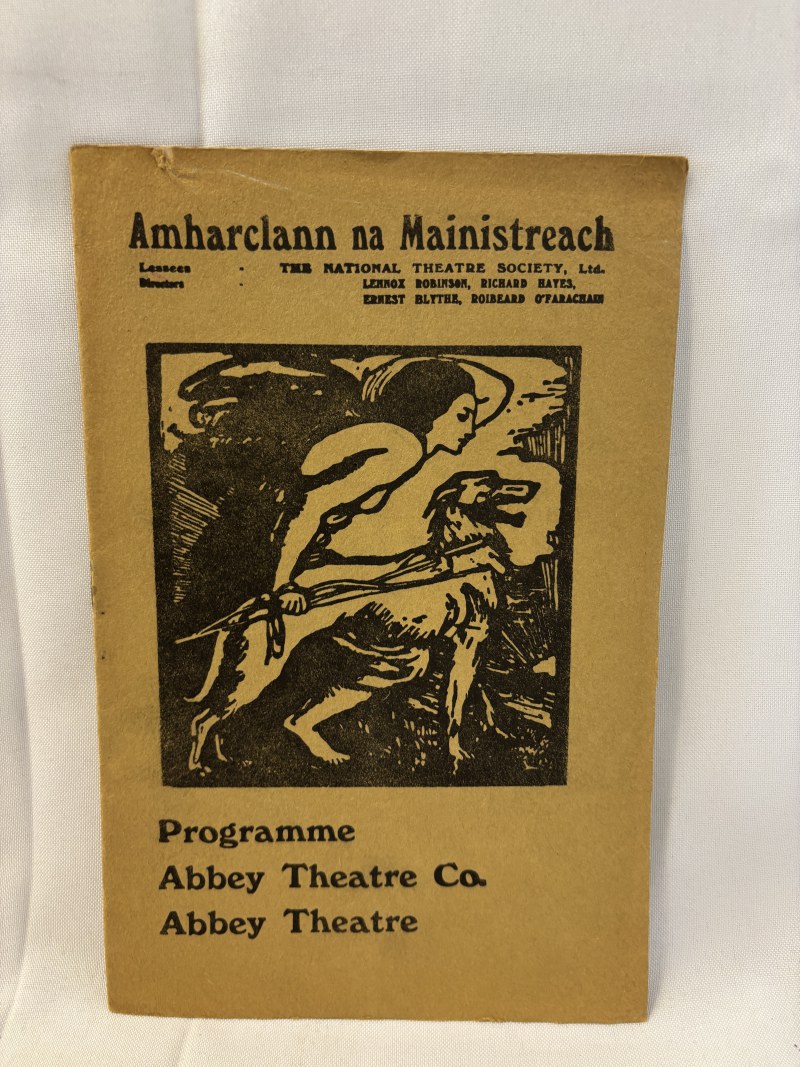 Amharclann na Mainistreach
Lessees - THE NATIONAL THEATRE SOCIETY, Ltd.
Directors - LENNOX ROBINSON, RICHARD HAYES,
ERNEST BLYTHE, ROIBEARD O'FARACHAIN
Programme
Abbey Theatre Co.
Abbey Theatre